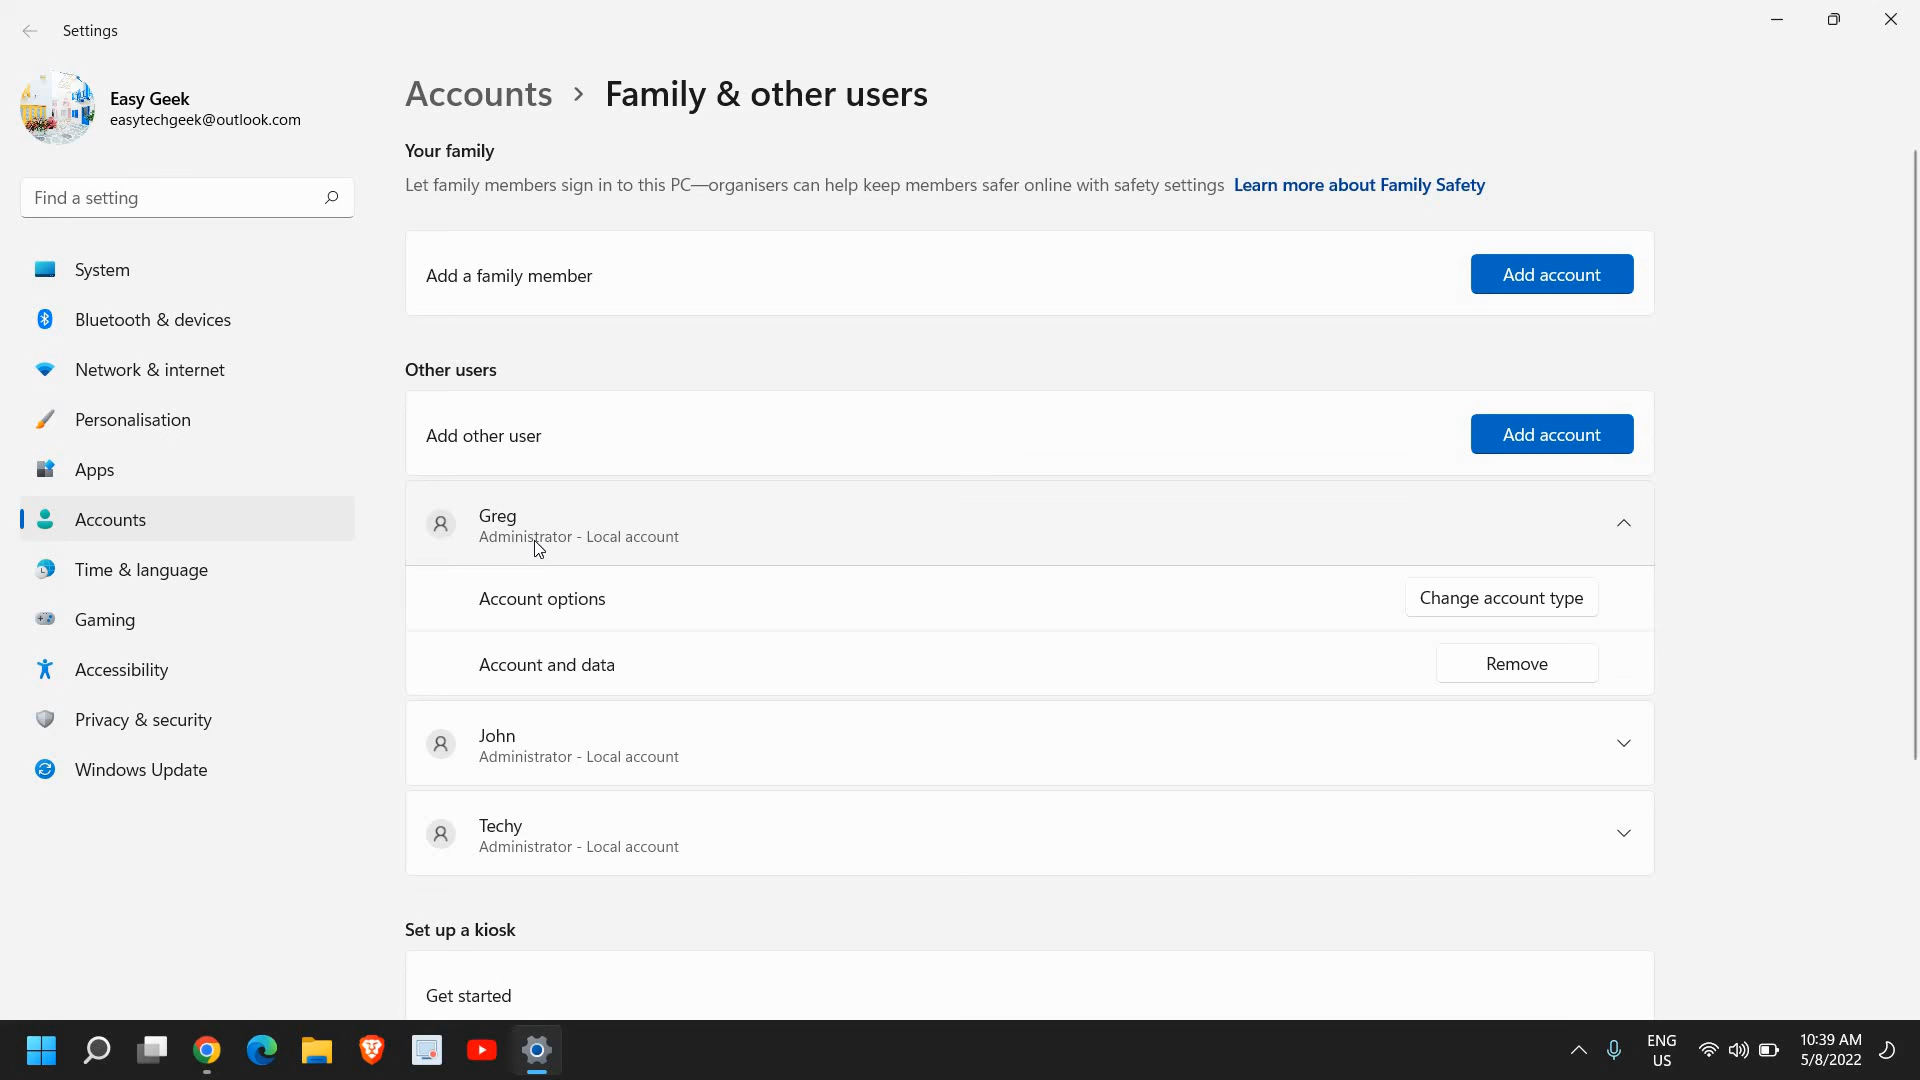 Settings
Easy Geek
easytechgeek@outlook.com
Find a setting
System
Bluetooth & devices
Network & internet
Personalisation
Apps
Accounts
Time & language
Gaming
Accessibility
Privacy & security
Windows Update
Accounts > Family & other users
Your family
Let family members sign in to this PC—organisers can help keep members safer online with safety settings Learn more about Family Safety
Add a family member
Add account
Other users
Add other user
Add account
Greg
Administrator - Local account
Account options
Change account type
Account and data
Remove
John
Administrator - Local account
Techy
Administrator - Local account
Set up a kiosk
Get started
ENG
US
10:39 AM
5/8/2022